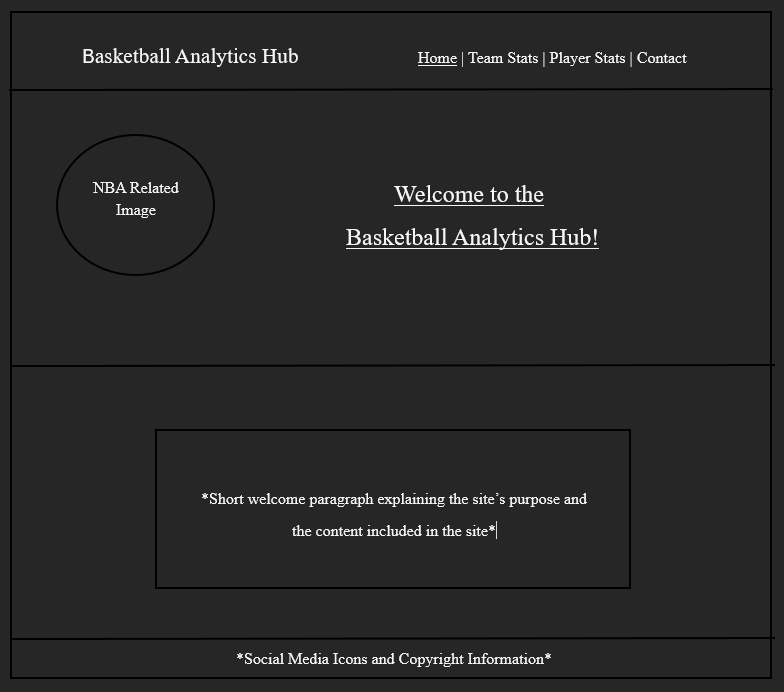 Basketball Analytics Hub
Home | Team Stats | Player Stats | Contact
NBA Related
Image
Welcome to the
Basketball Analytics Hub!
*Short welcome paragraph explaining the site’s purpose and
the content included in the site*
*Social Media Icons and Copyright Information*